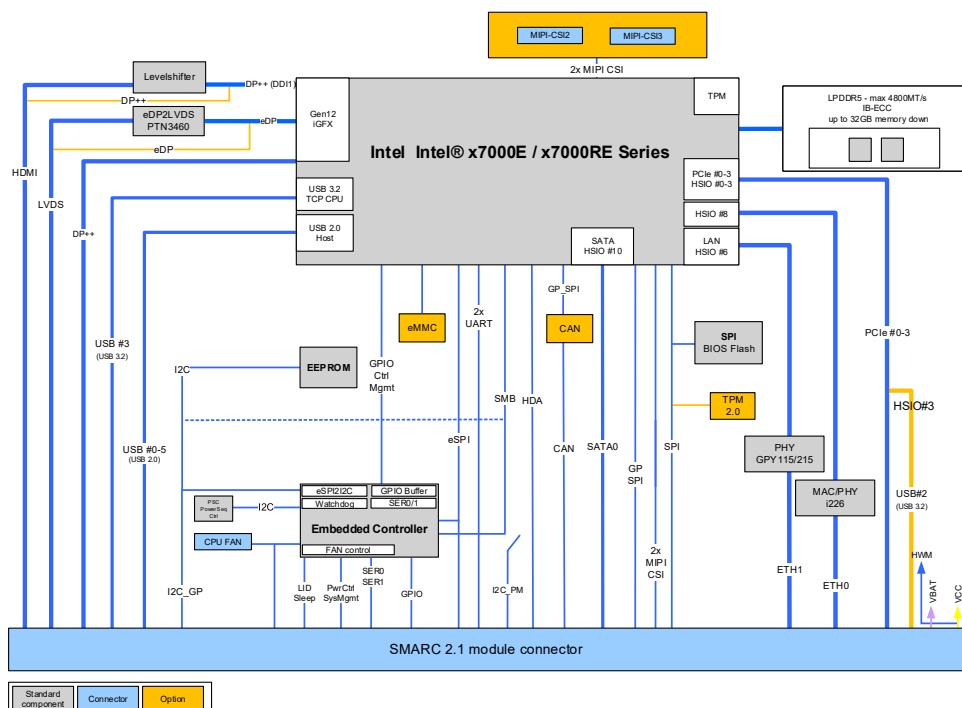 MIPI-CSI2
MIPI-CSI3
2x MIPI CSI
Levelshifter
DP++ (DDI1)
DP++
eDP2LVDS
PTN3460
eDP
eDP
Gen12
iGFX
TPM
LPDDR5 - max 4800MT/s
IB-ECC
up to 32GB memory down
Intel Intel® x7000E / x7000RE Series
HDMI
LVDS
DP++
USB 3.2
TCP CPU
USB 2.0
Host
PCIe #0-3
HSIO #0-3
HSIO #8
LAN
HSIO #6
SATA
HSIO #10
GP_SPI
eMMC
2x
UART
CAN
SPI
BIOS Flash
PCIe #0-3
USB #3
(USB 3.2)
I2C
EEPROM
GPIO
Ctrl
Mgmt
SMB
HDA
TPM
2.0
HSIO#3
USB #0-5
(USB 2.0)
eSPI
CAN
SATA0
GP
SPI
SPI
PHY
GPY115/215
MAC/PHY
i226
USB#2
(USB 3.2)
PSC
PowerSeq
Ctrl
I2C
eSPI2I2C
GPIO Buffer
Watchdog
SER0/1
Embedded Controller
FAN control
CPU FAN
2x
MIPI
CSI
HWM
VBAT
VCC
I2C_GP
LID
Sleep
PwrCtrl
SysMgmt
SER0
SER1
GPIO
I2C_PM
ETH1
ETH0
SMARC 2.1 module connector
Standard
component
Connector
Option